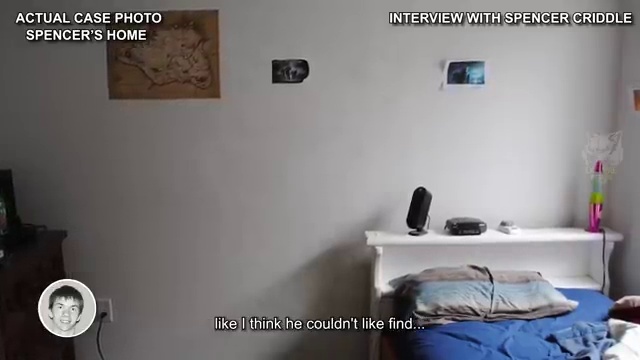 ACTUAL CASE PHOTO
SPENCER'S HOME
INTERVIEW WITH SPENCER CRIDDLE
like I think he couldn't like find...